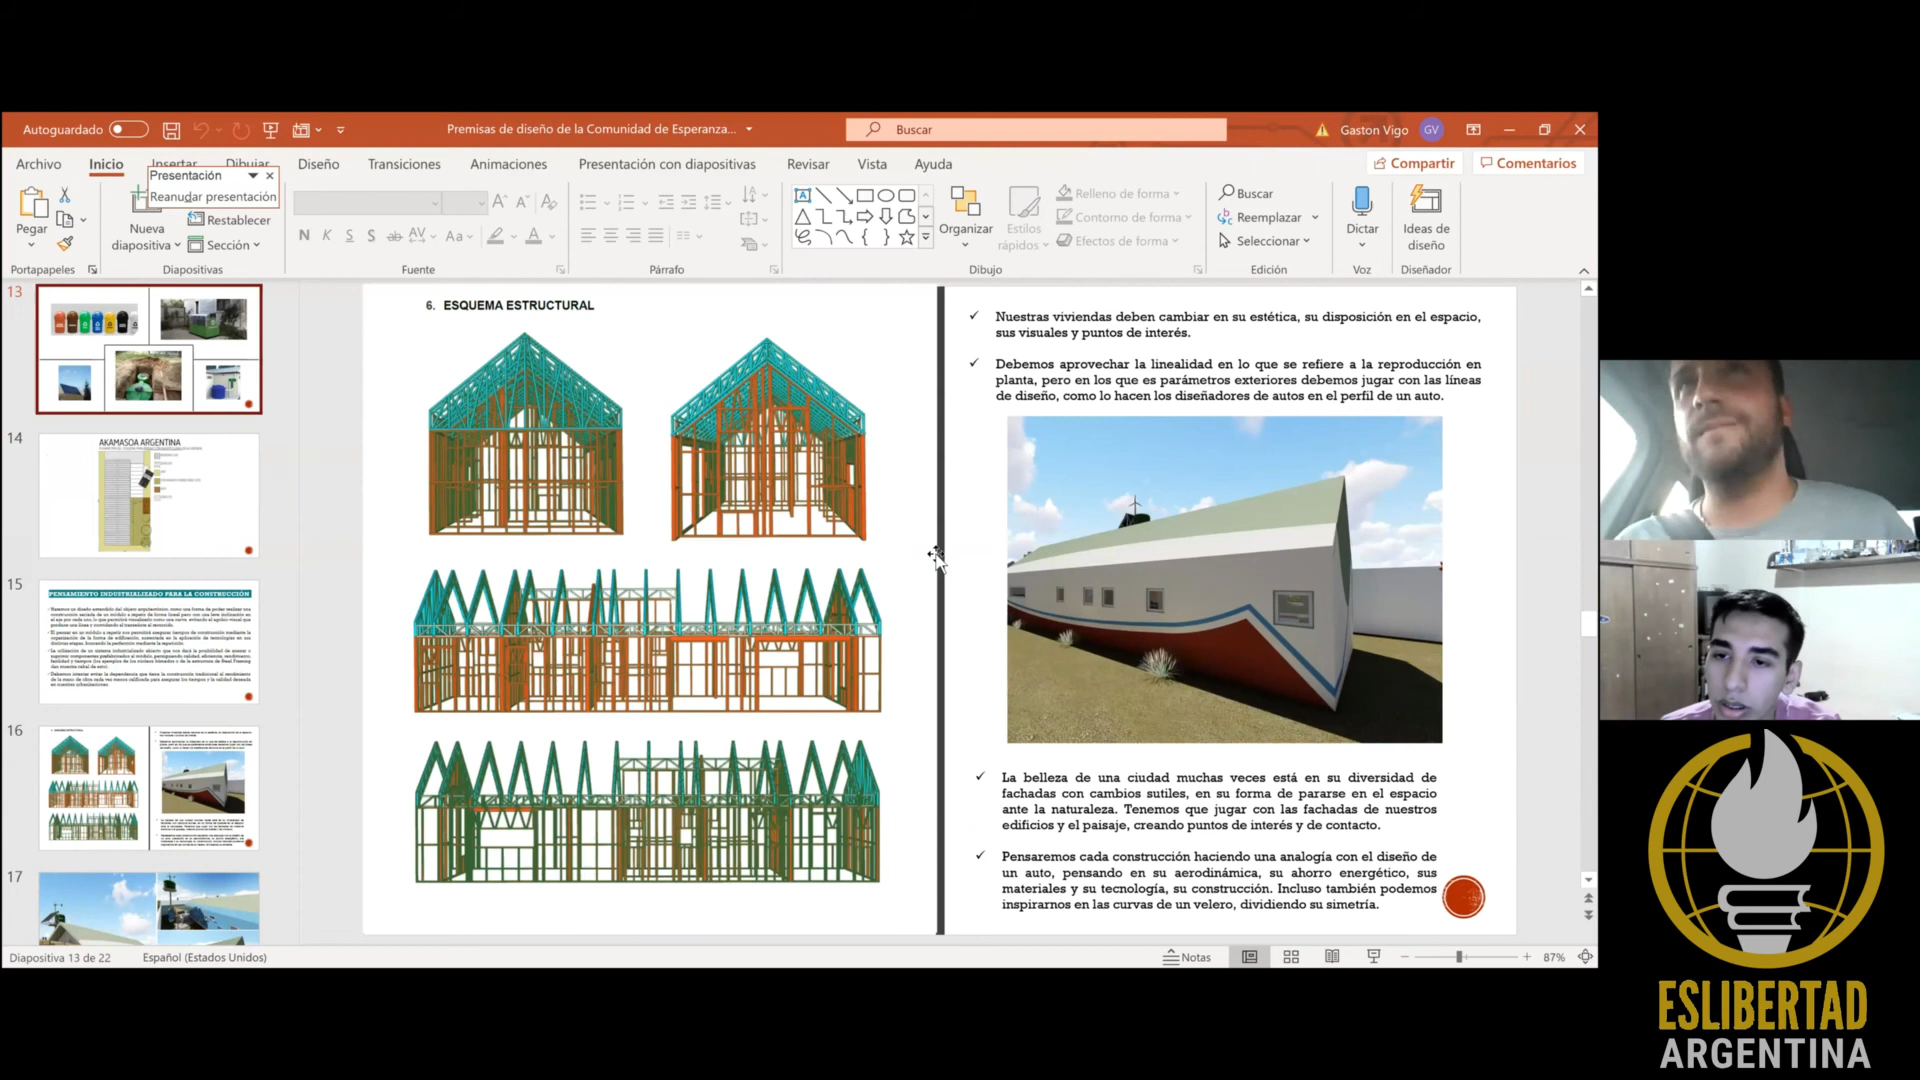 Autoguardado
Premisas de diseño de la Comunidad de Esperanza...
Buscar
Gaston Vigo
GV
Archivo
Inicio
Insertar
Dibujar
Diseño
Transiciones
Animaciones
Presentación con diapositivas
Revisar
Vista
Ayuda
Compartir
Comentarios
Presentación
Reanudar presentación
Pegar
Nueva
diapositiva
Restablecer
Sección
Portapapeles
Diapositivas
N K S S ab AV Aa A
Fuente
Párrafo
Organizar
Estilos
rápidos
Relleno de forma
Contorno de forma
Efectos de forma
Dibujo
Buscar
Reemplazar
Seleccionar
Edición
Dictar
Voz
Ideas de
diseño
Diseñador
13
14
AKAMASOA ARGENTINA
15
PENSAMIENTO INDUSTRIALIZADO PARA LA CONSTRUCCIÓN
16
17
6. ESQUEMA ESTRUCTURAL
✓ Nuestras viviendas deben cambiar en su estética, su disposición en el espacio,
sus visuales y puntos de interés.
✓ Debemos aprovechar la linealidad en lo que se refiere a la reproducción en
planta, pero en los que es parámetros exteriores debemos jugar con las líneas
de diseño, como lo hacen los diseñadores de autos en el perfil de un auto.
✓ La belleza de una ciudad muchas veces está en su diversidad de
fachadas con cambios sutiles, en su forma de pararse en el espacio
ante la naturaleza. Tenemos que jugar con las fachadas de nuestros
edificios y el paisaje, creando puntos de interés y de contacto.
✓ Pensaremos cada construcción haciendo una analogía con el diseño de
un auto, pensando en su aerodinámica, su ahorro energético, sus
materiales y su tecnología, su construcción. Incluso también podemos
inspirarnos en las curvas de un velero, dividiendo su simetría.
Diapositiva 13 de 22
Español (Estados Unidos)
Notas
87%
ESLIBERTAD
ARGENTINA